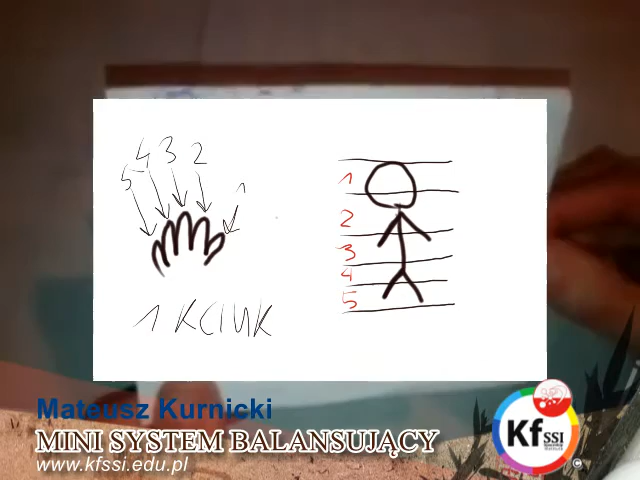 5 4 3 2 1
1 KCIUK
1
2
3
4
5
Mateusz Kurnicki
MINI SYSTEM BALANSUJĄCY
www.kfssi.edu.pl
Kf SSI
©